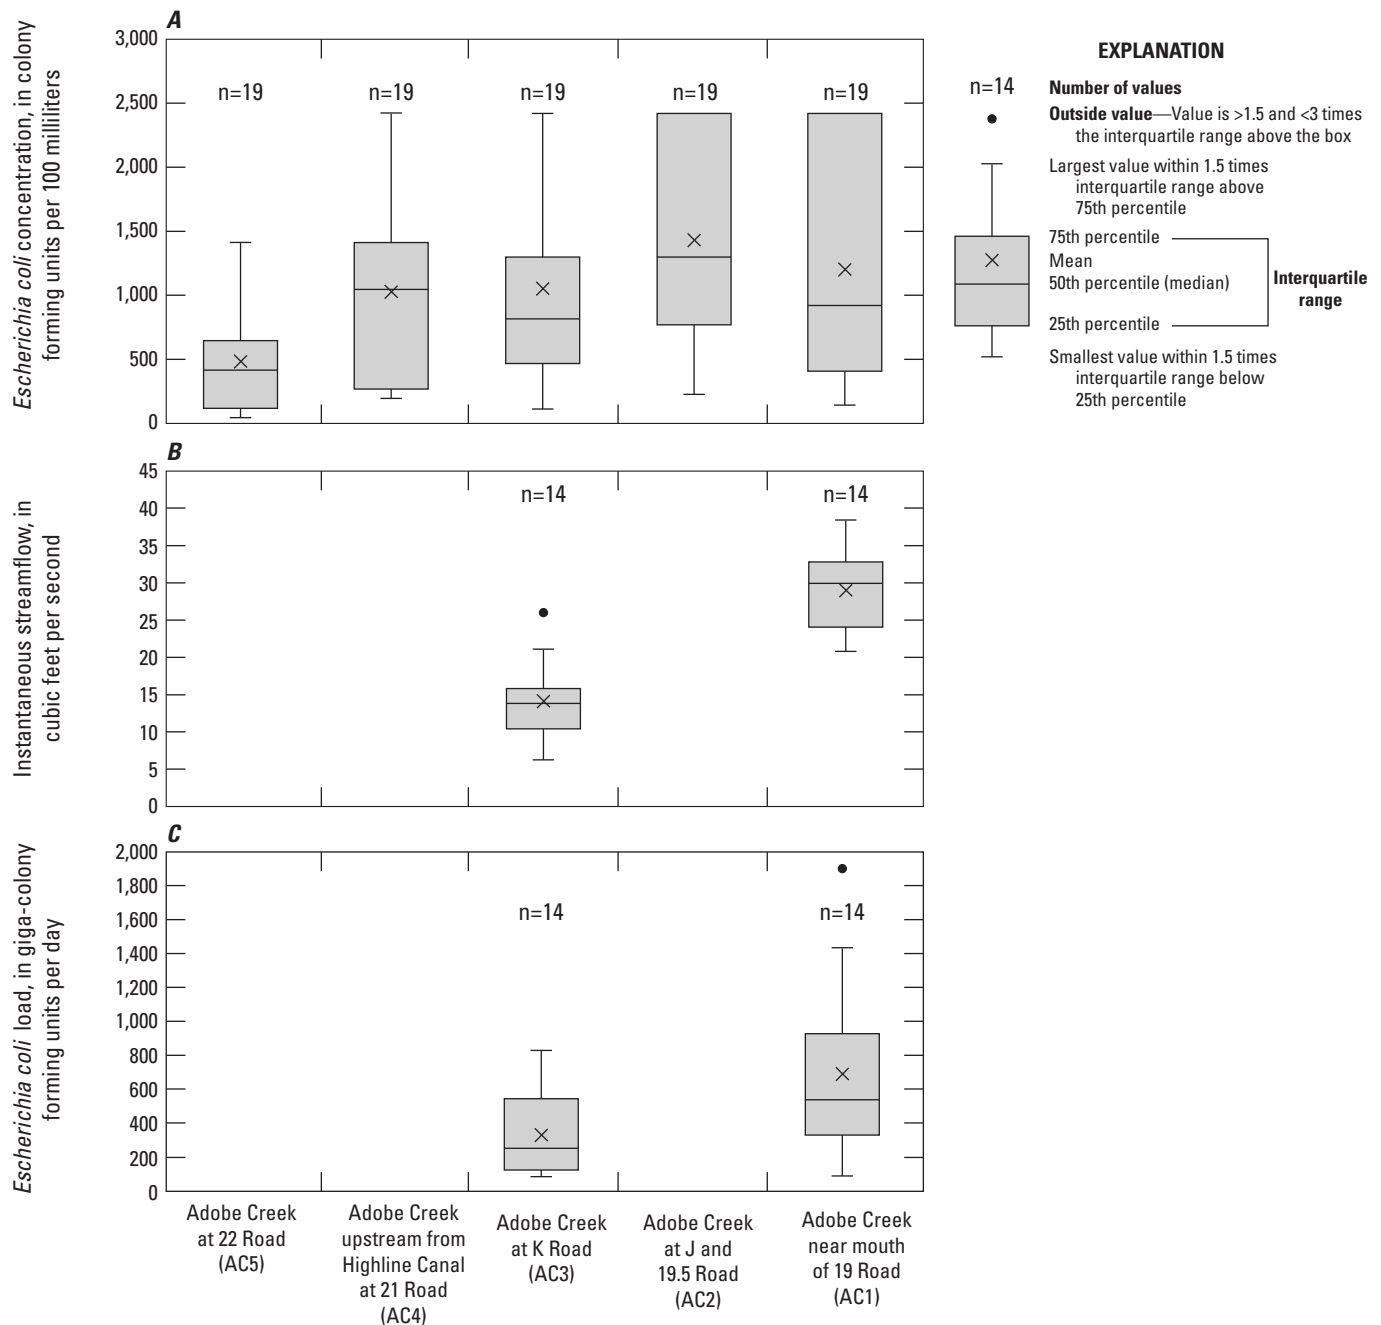 A
Escherichia coli concentration, in colony
forming units per 100 milliliters
3,000
2,500
2,000
1,500
1,000
500
0
n=19
n=19
n=19
n=19
n=19
EXPLANATION
n=14
Number of values
Outside value—Value is >1.5 and <3 times
the interquartile range above the box
Largest value within 1.5 times
interquartile range above
75th percentile
75th percentile
Mean
50th percentile (median)
25th percentile
Interquartile
range
Smallest value within 1.5 times
interquartile range below
25th percentile
B
Instantaneous streamflow, in
cubic feet per second
45
40
35
30
25
20
15
10
5
0
n=14
n=14
C
Escherichia coli load, in giga-colony
forming units per day
2,000
1,800
1,600
1,400
1,200
1,000
800
600
400
200
0
n=14
n=14
Adobe Creek
at 22 Road
(AC5)
Adobe Creek
upstream from
Highline Canal
at 21 Road
(AC4)
Adobe Creek
at K Road
(AC3)
Adobe Creek
at J and
19.5 Road
(AC2)
Adobe Creek
near mouth
of 19 Road
(AC1)